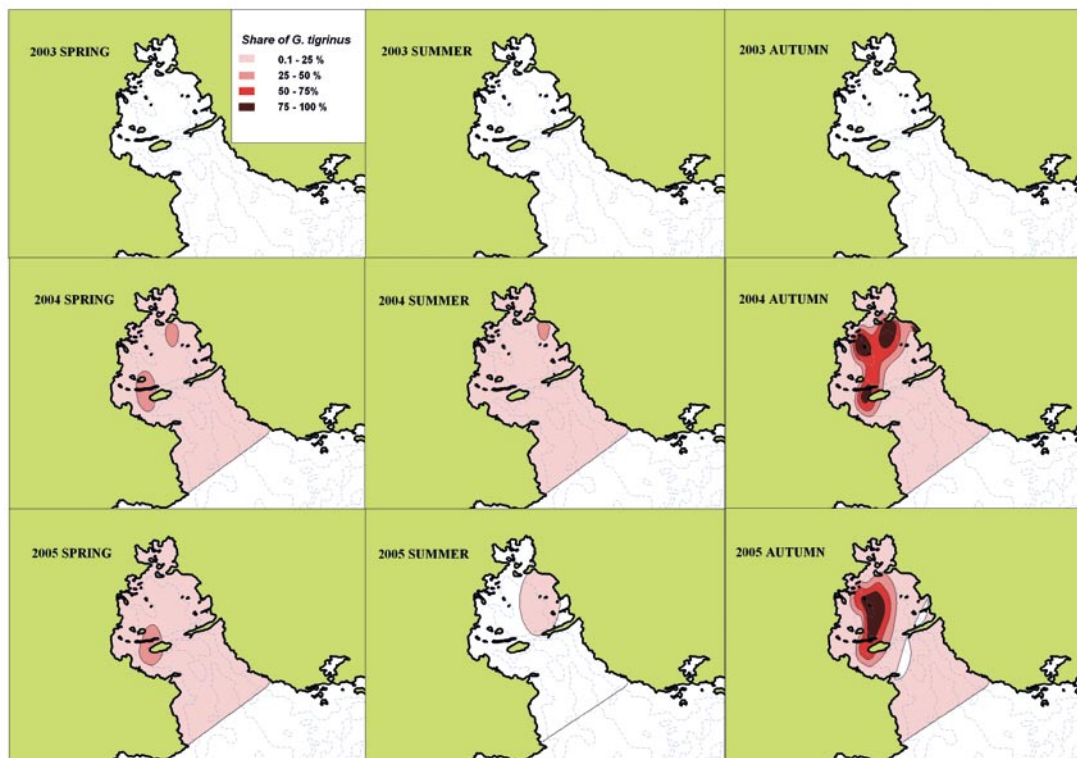 2003 SPRING
Share of G. tigrinus
0.1 - 25 %
25 - 50 %
50 - 75%
75 - 100 %
2003 SUMMER
2003 AUTUMN
2004 SPRING
2004 SUMMER
2004 AUTUMN
2005 SPRING
2005 SUMMER
2005 AUTUMN